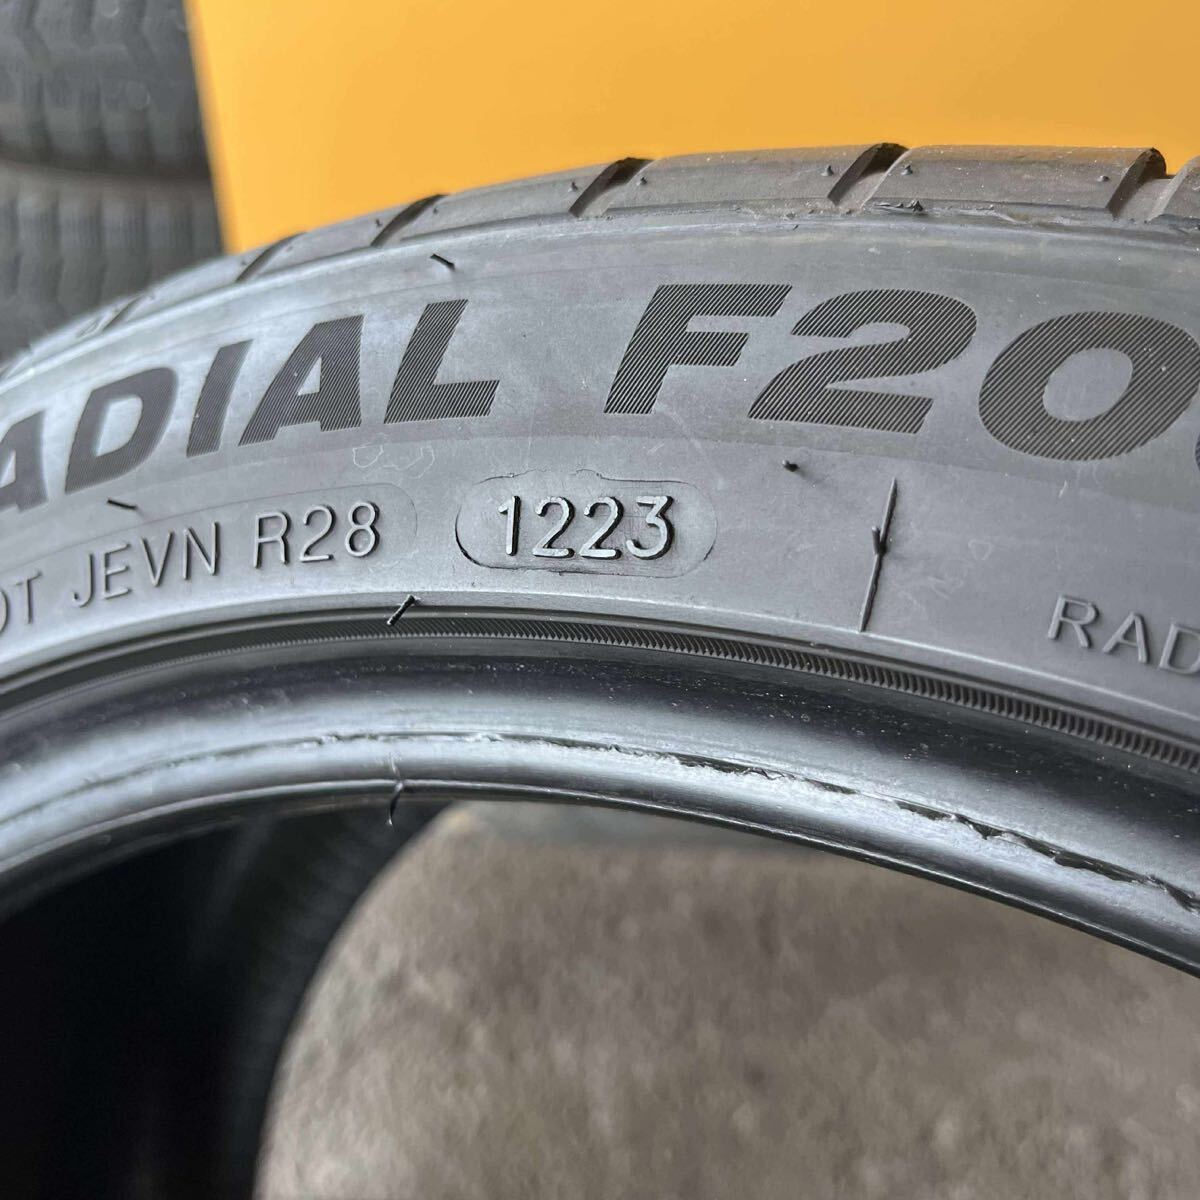 ADIAL F20
OT JEVN R28 1223
RAD